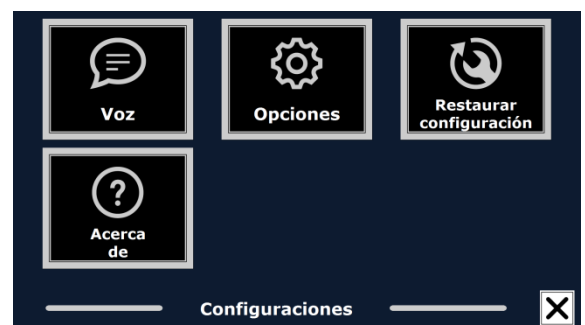 Voz
Opciones
Restaurar
configuración
?
Acerca
de
Configuraciones